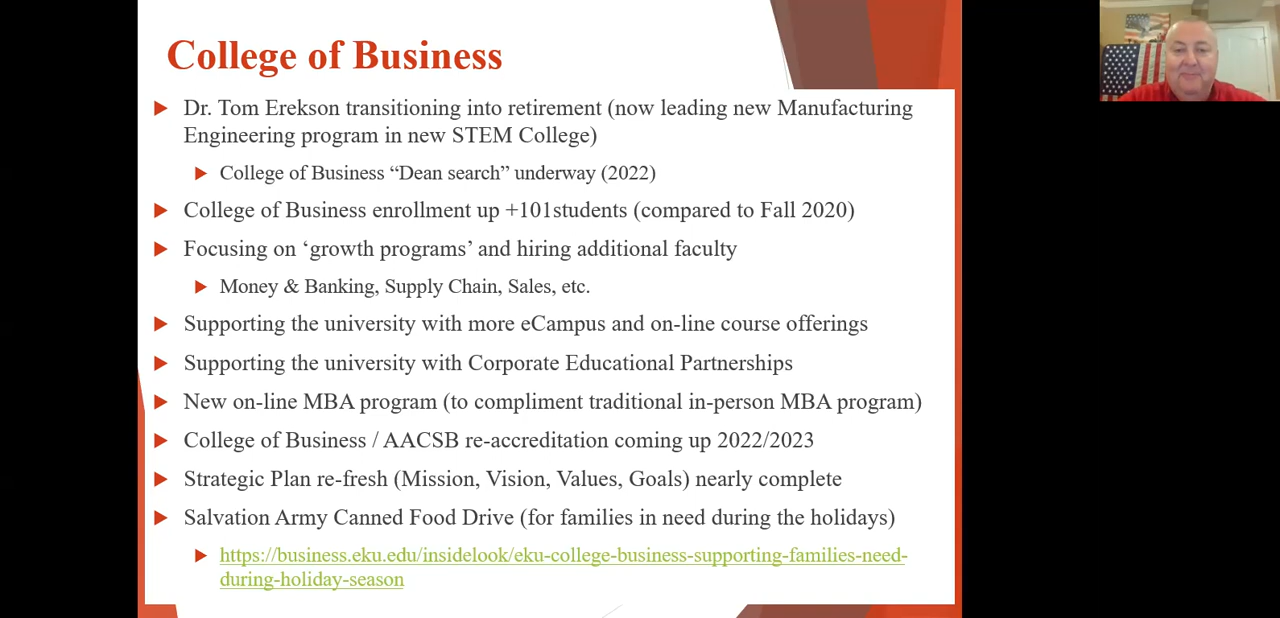 College of Business
Dr. Tom Erekson transitioning into retirement (now leading new Manufacturing
Engineering program in new STEM College)
College of Business “Dean search” underway (2022)
College of Business enrollment up +101students (compared to Fall 2020)
Focusing on ‘growth programs’ and hiring additional faculty
Money & Banking, Supply Chain, Sales, etc.
Supporting the university with more eCampus and on-line course offerings
Supporting the university with Corporate Educational Partnerships
New on-line MBA program (to compliment traditional in-person MBA program)
College of Business / AACSB re-accreditation coming up 2022/2023
Strategic Plan re-fresh (Mission, Vision, Values, Goals) nearly complete
Salvation Army Canned Food Drive (for families in need during the holidays)
https://business.eku.edu/insidelook/eku-college-business-supporting-families-need-
during-holiday-season